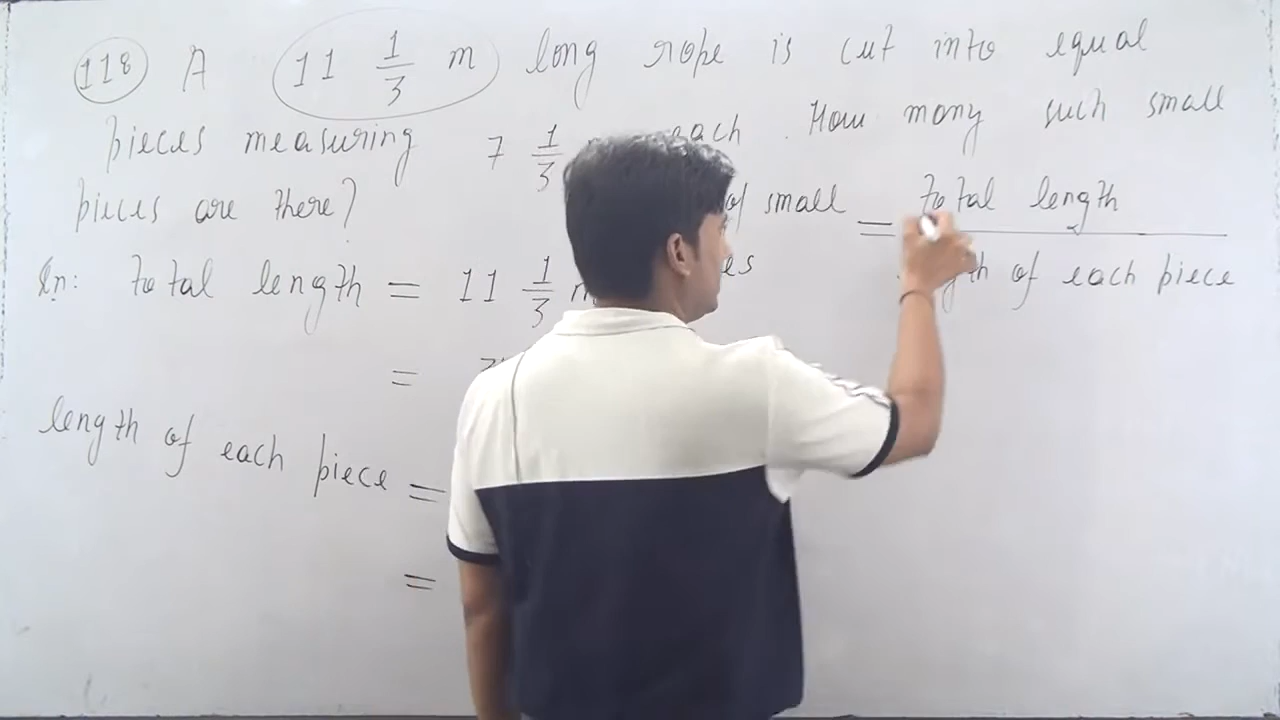 118 A 11 1/3 m long rope is cut into equal
pieces measuring 7 1/3 each. How many such small
pieces are there?
of small = total length
length of each piece
Sn: total length = 11 1/3 m
=
length of each piece =
=